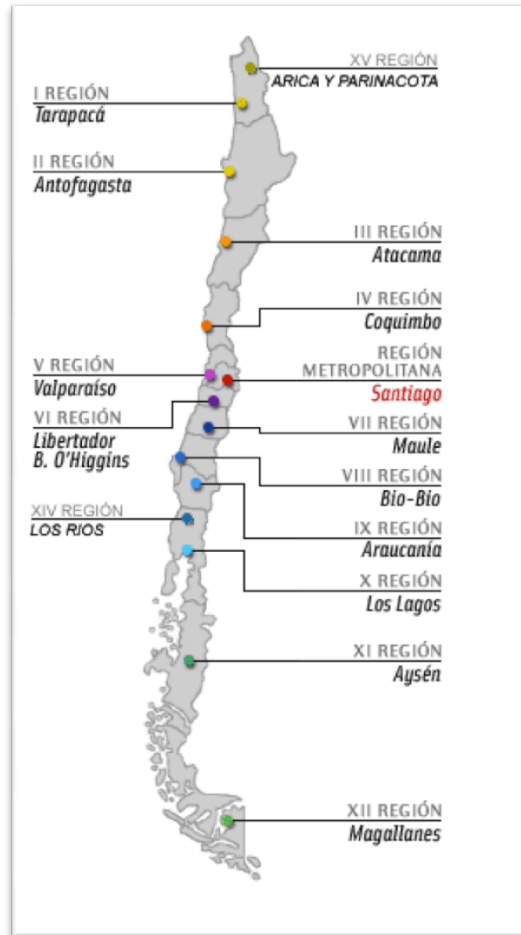 XV REGIÓN
ARICA Y PARINACOTA
I REGIÓN
Tarapacá
II REGIÓN
Antofagasta
III REGIÓN
Atacama
IV REGIÓN
Coquimbo
V REGIÓN
Valparaíso
REGIÓN
METROPOLITANA
Santiago
VI REGIÓN
Libertador
B. O'Higgins
VII REGIÓN
Maule
VIII REGIÓN
Bio-Bio
XIV REGIÓN
LOS RIOS
IX REGIÓN
Araucanía
X REGIÓN
Los Lagos
XI REGIÓN
Aysén
XII REGIÓN
Magallanes